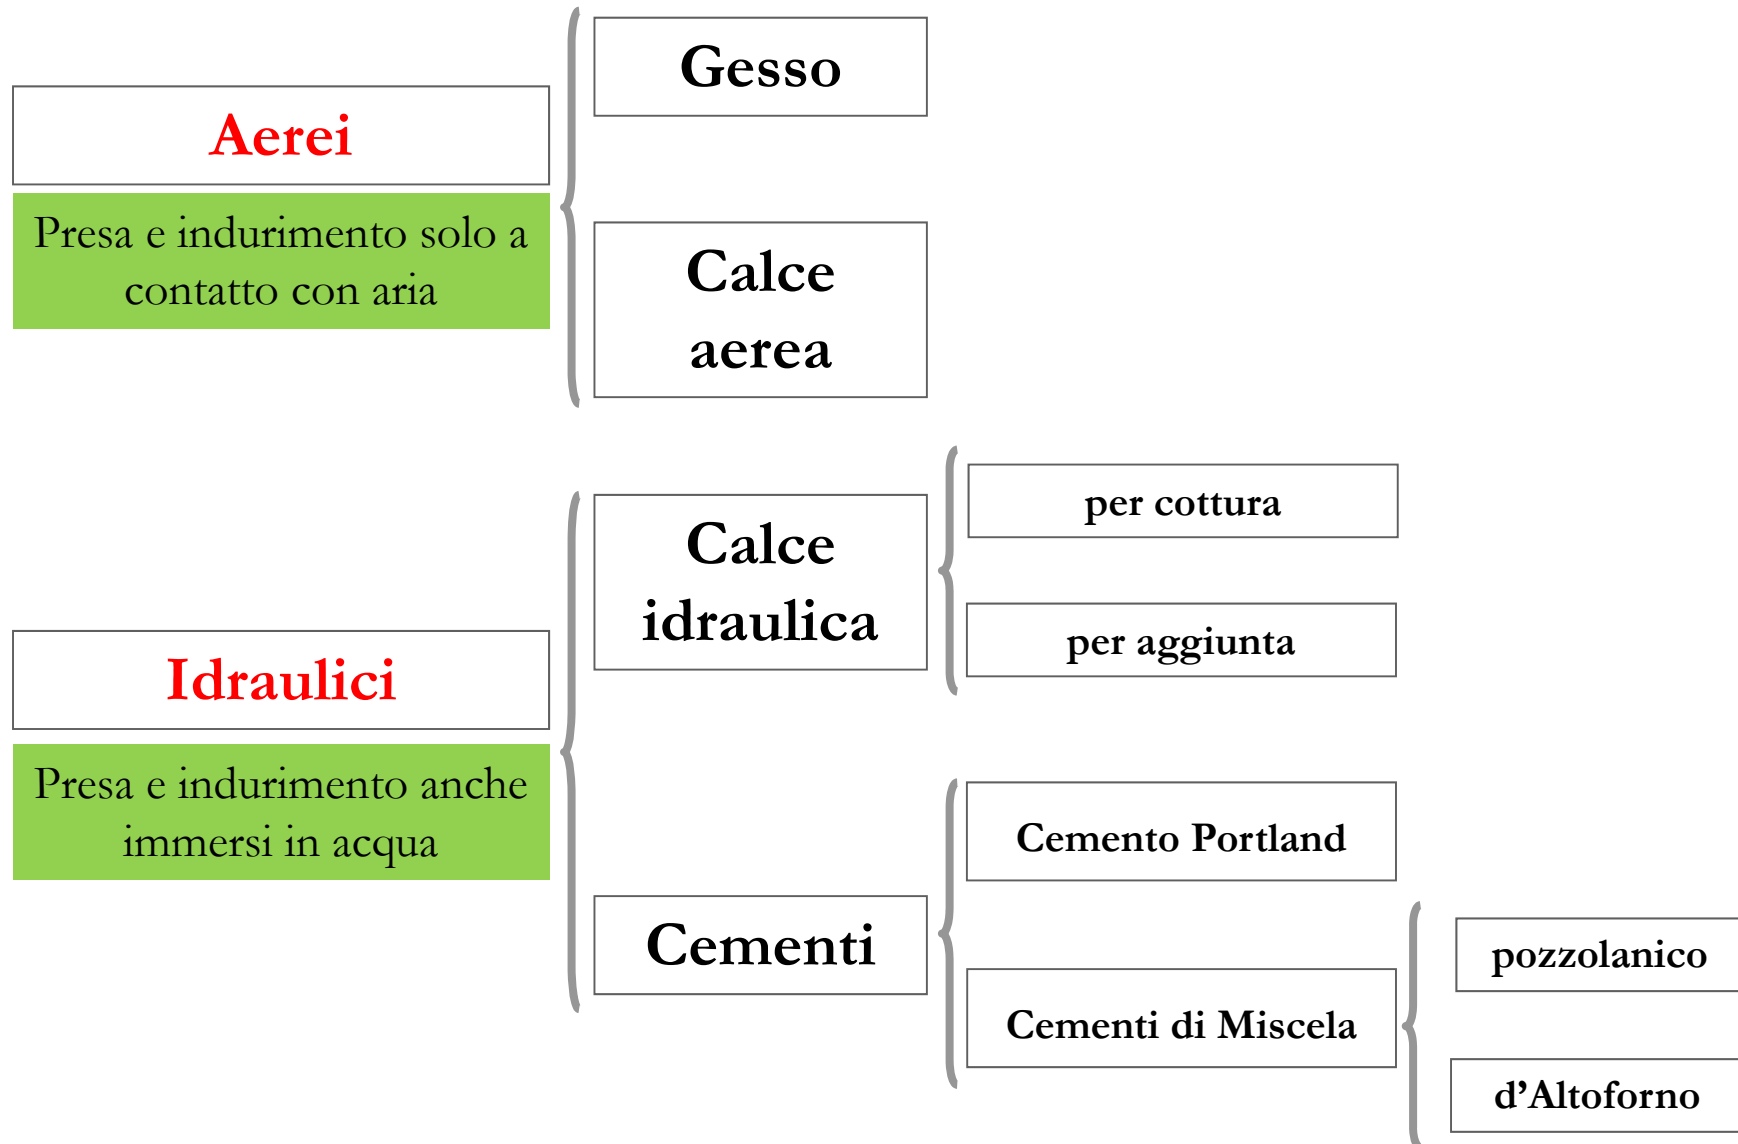 Aerei
Presa e indurimento solo a
contatto con aria
Gesso
Calce
aerea
Idraulici
Presa e indurimento anche
immersi in acqua
Calce
idraulica
per cottura
per aggiunta
Cementi
Cemento Portland
Cementi di Miscela
pozzolanico
d’Altoforno